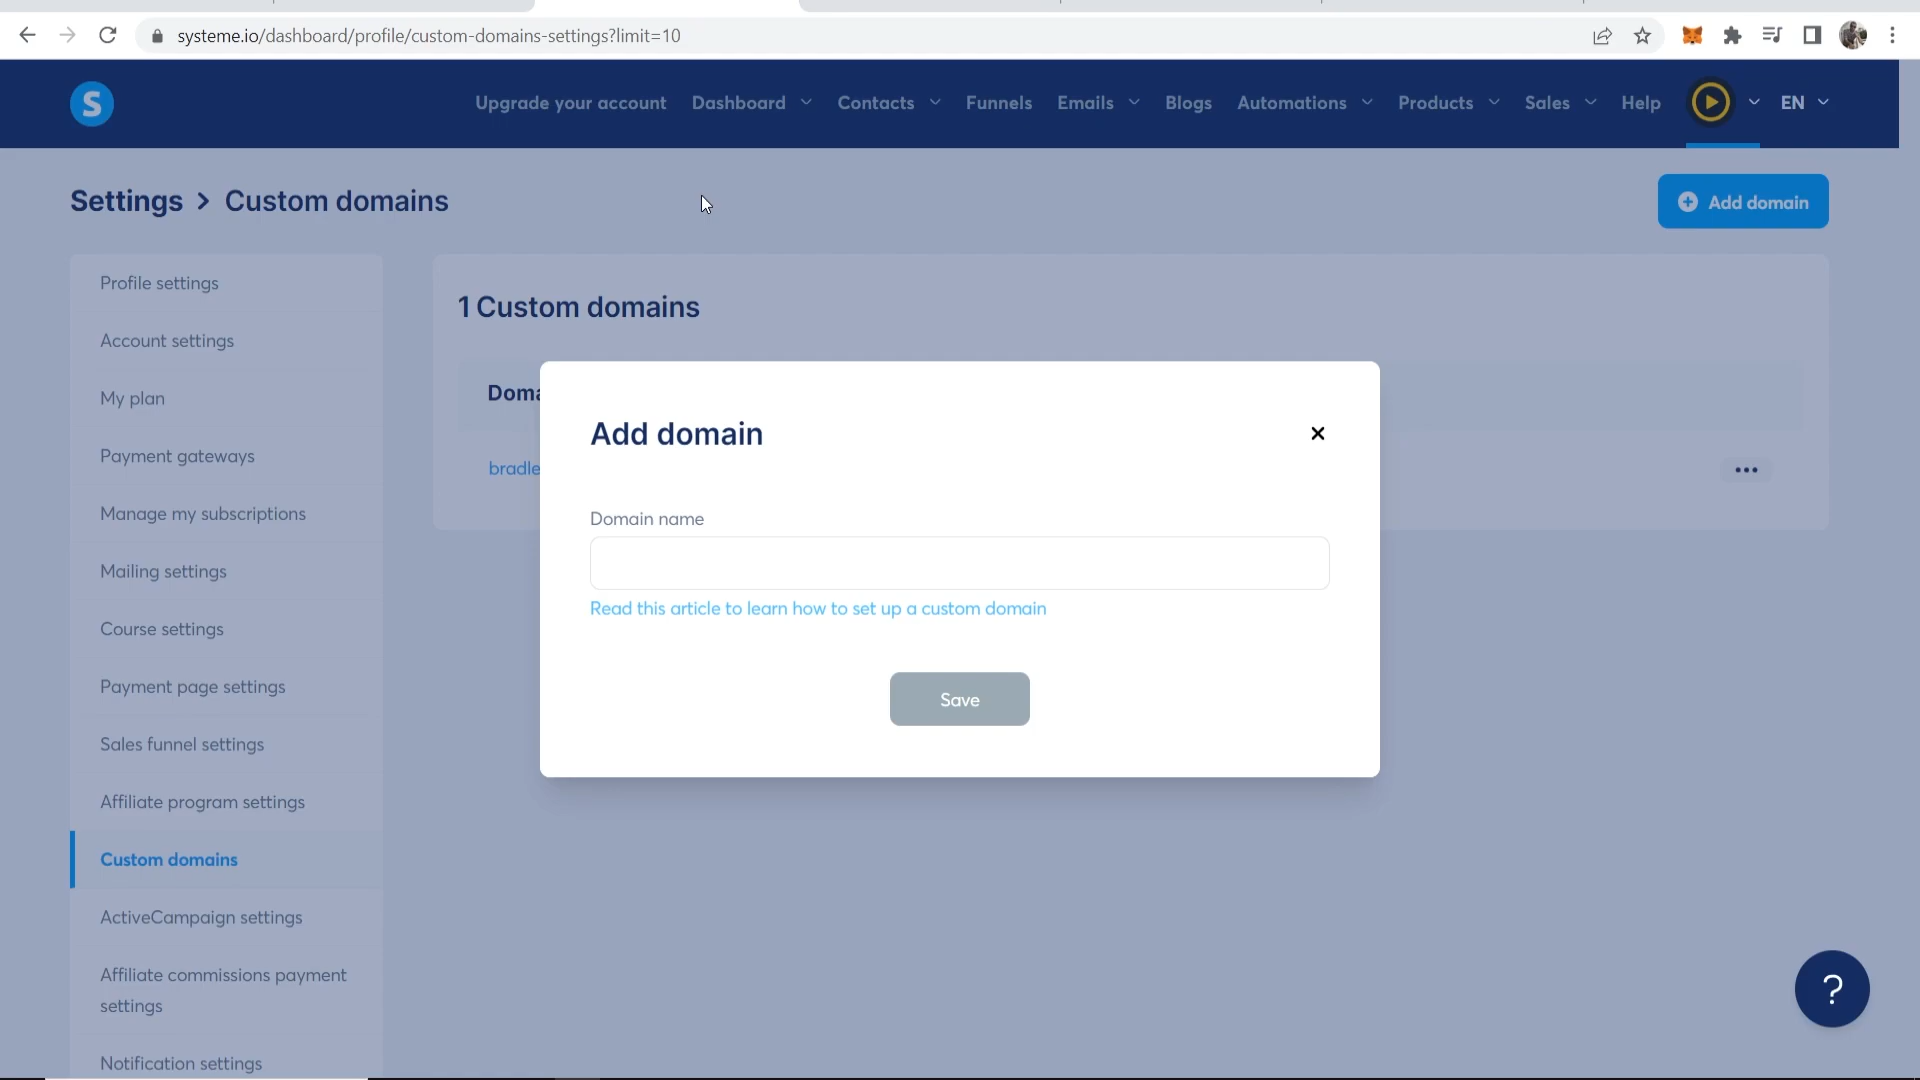 systeme.io/dashboard/profile/custom-domains-settings?limit=10
S
Upgrade your account
Dashboard
Contacts
Funnels
Emails
Blogs
Automations
Products
Sales
Help
EN
Settings > Custom domains
Add domain
Profile settings
Account settings
My plan
Payment gateways
Manage my subscriptions
Mailing settings
Course settings
Payment page settings
Sales funnel settings
Affiliate program settings
Custom domains
ActiveCampaign settings
Affiliate commissions payment
settings
Notification settings
1 Custom domains
Doma
bradle
Add domain
×
Domain name
Read this article to learn how to set up a custom domain
Save
?